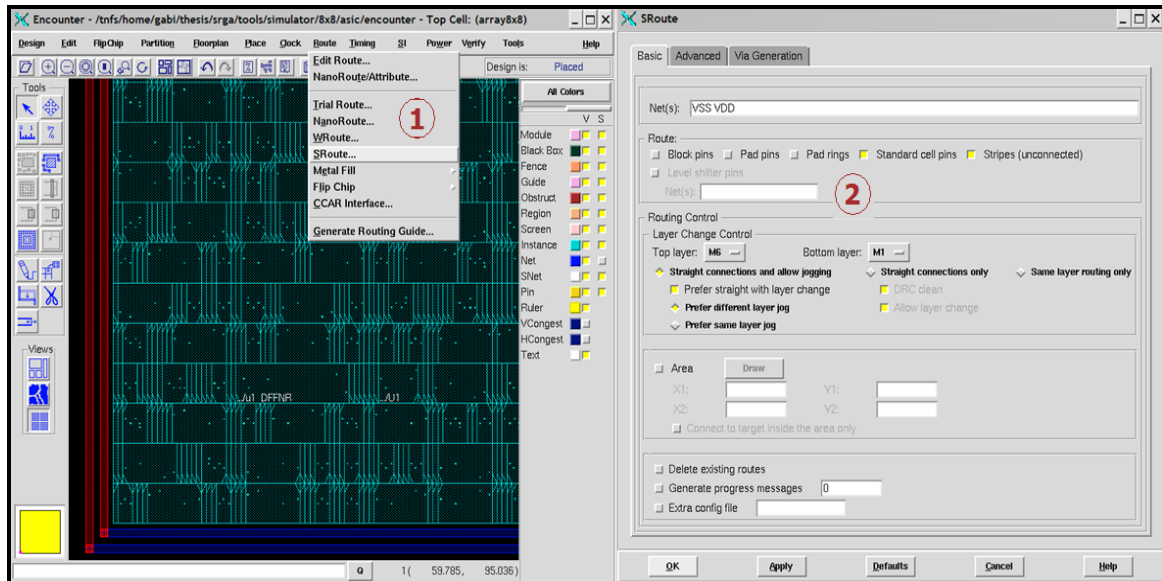 Encounter - /tnfs/home/gabi/thesis/srga/tools/simulator/8x8/asic/encounter - Top Cell: (array8x8)
Design Edit FlipChip Partition Floorplan Place Clock Route Timing SI Power Verify Tools Help
Design is: Placed
Tools
Edit Route...
NanoRoute/Attribute...
Trial Route...
NanoRoute...
WRoute...
SRoute...
Metal Fill
Flip Chip
CCAR Interface...
Generate Routing Guide...
1
All Colors
V S
Module
Black Box
Fence
Guide
Obstruct
Region
Screen
Instance
Net
SNet
Pin
Ruler
VCongest
HCongest
Text
Views
../u1 DFFNR ../U1
Q 1( 59.785, 95.036)
SRoute
Basic Advanced Via Generation
Net(s): VSS VDD
Route:
Block pins Pad pins Pad rings Standard cell pins Stripes (unconnected)
Level shifter pins
Net(s):
2
Routing Control
Layer Change Control
Top layer: M6 Bottom layer: M1
Straight connections and allow jogging Straight connections only Same layer routing only
Prefer straight with layer change DRC clean
Prefer different layer jog Allow layer change
Prefer same layer jog
Area Draw
X1: Y1:
X2: Y2:
Connect to target inside the area only
Delete existing routes
Generate progress messages 0
Extra config file
OK Apply Defaults Cancel Help